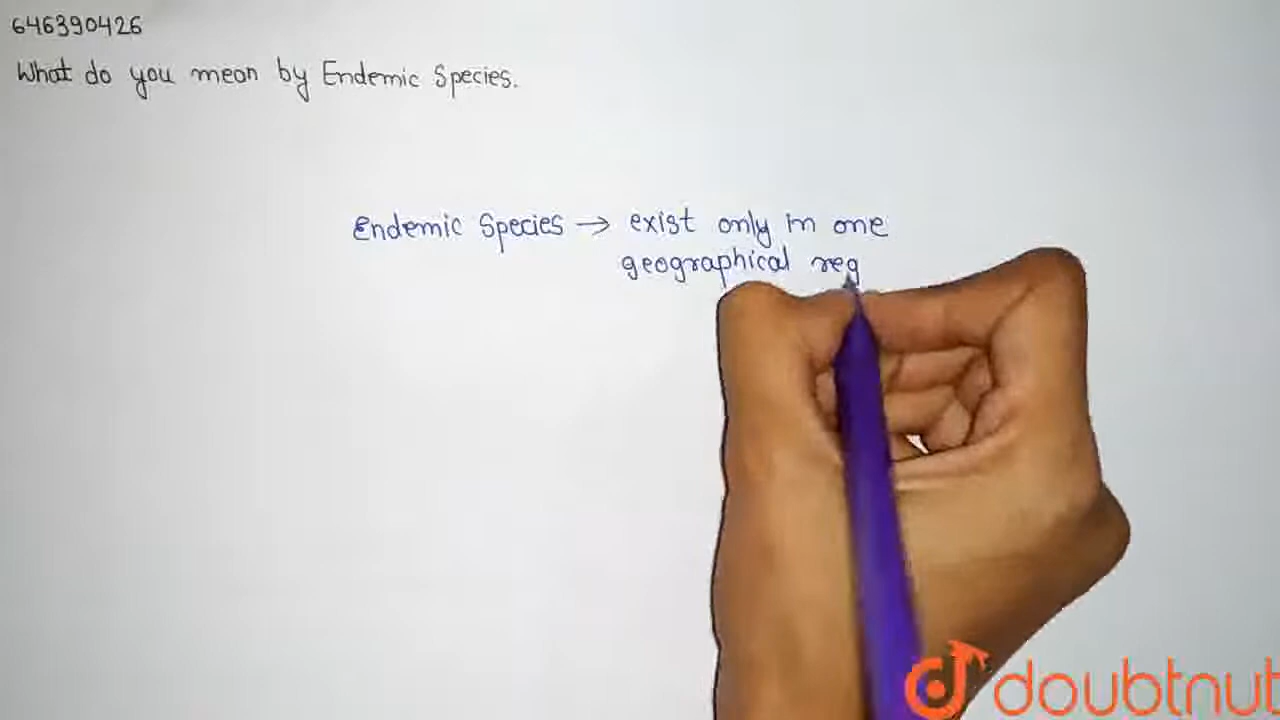 646390426
What do you mean by Endemic Species.
Endemic Species → exist only in one
geographical reg
doubtnut